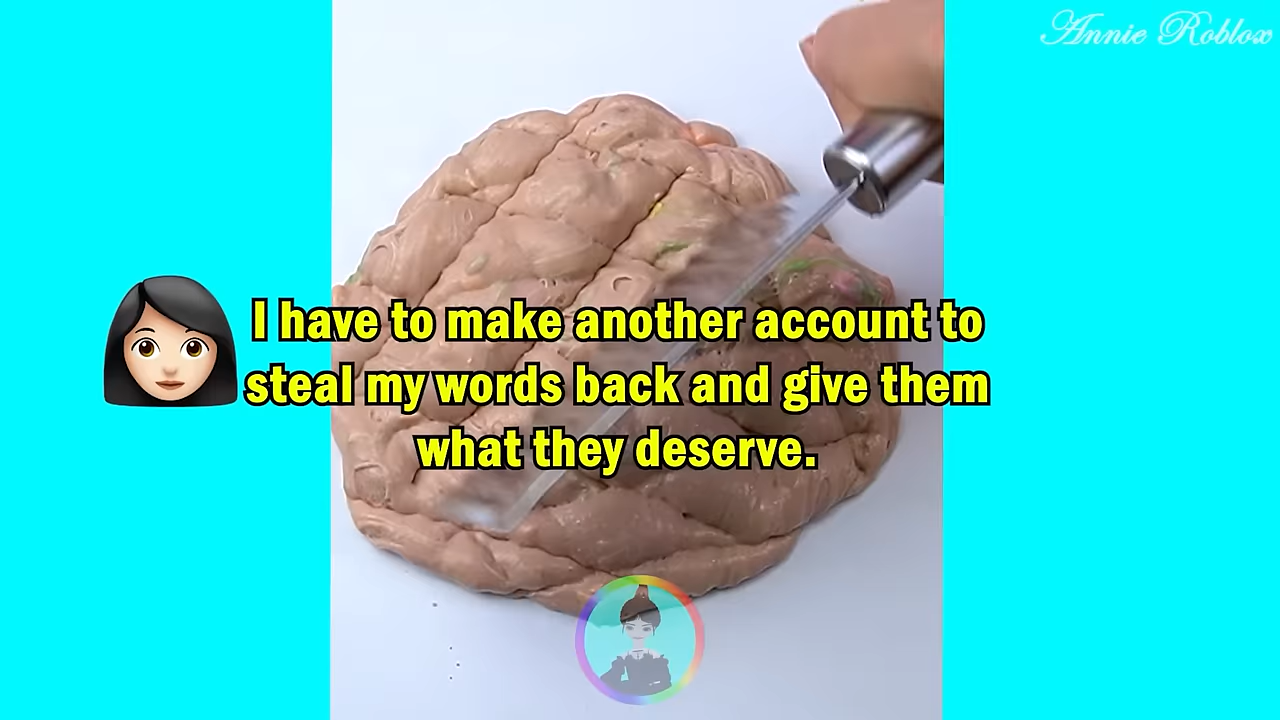 Annie Roblox
I have to make another account to
steal my words back and give them
what they deserve.